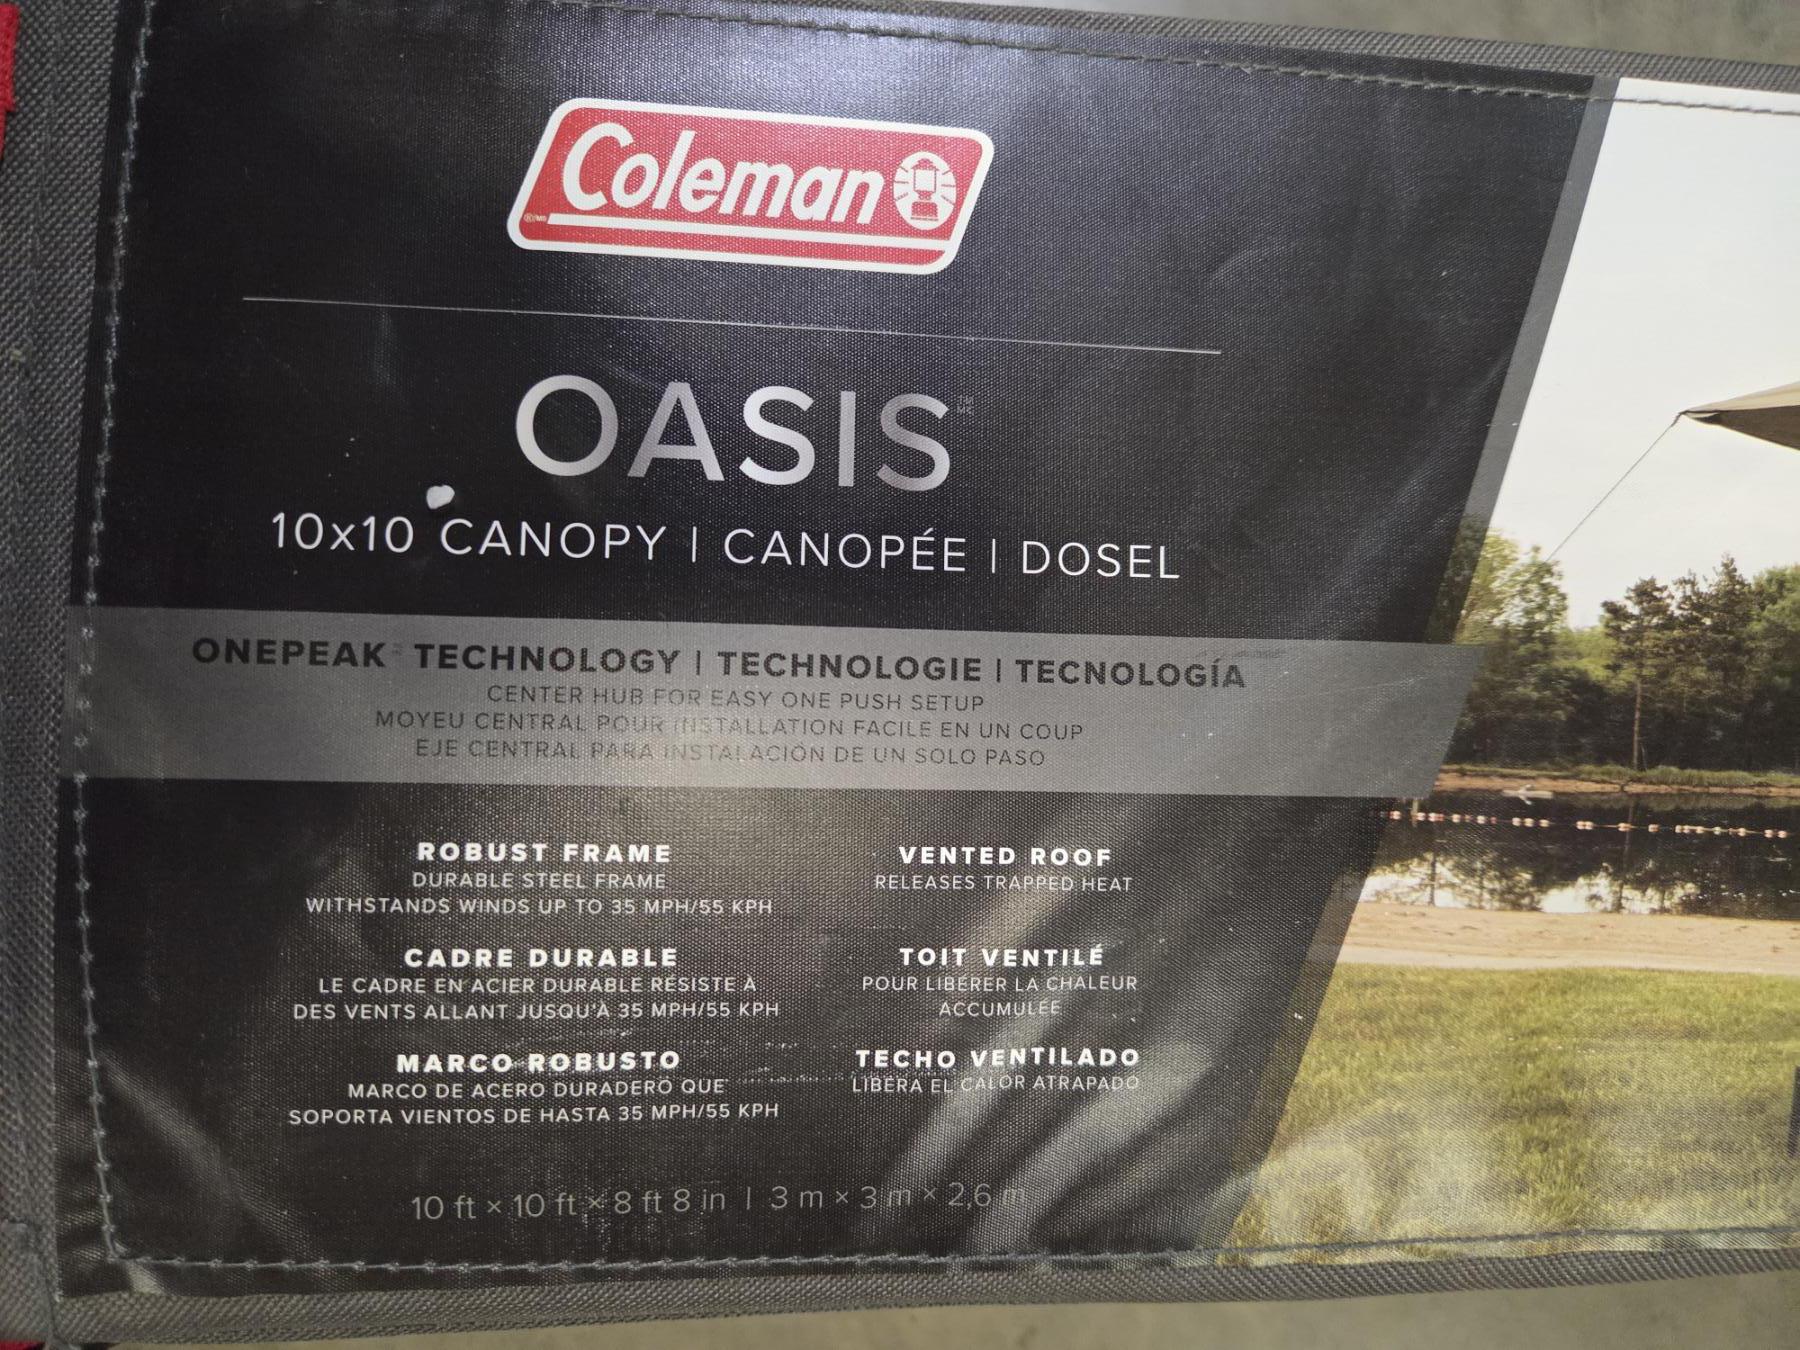 Coleman
OASIS™
10x10 CANOPY | CANOPÉE | DOSEL
ONEPEAK TECHNOLOGY | TECHNOLOGIE | TECNOLOGÍA
CENTER HUB FOR EASY ONE PUSH SETUP
MOYEU CENTRAL POUR INSTALLATION FACILE EN UN COUP
EJE CENTRAL PARA INSTALACIÓN DE UN SOLO PASO
ROBUST FRAME
DURABLE STEEL FRAME
WITHSTANDS WINDS UP TO 35 MPH/55 KPH
VENTED ROOF
RELEASES TRAPPED HEAT
CADRE DURABLE
LE CADRE EN ACIER DURABLE RÉSISTE À
DES VENTS ALLANT JUSQU'À 35 MPH/55 KPH
TOIT VENTILÉ
POUR LIBÉRER LA CHALEUR
ACCUMULÉE
MARCO ROBUSTO
MARCO DE ACERO DURADERO QUE
SOPORTA VIENTOS DE HASTA 35 MPH/55 KPH
TECHO VENTILADO
LIBERA EL CALOR ATRAPADO
10 ft × 10 ft × 8 ft 8 in | 3 m × 3 m × 2,6 m